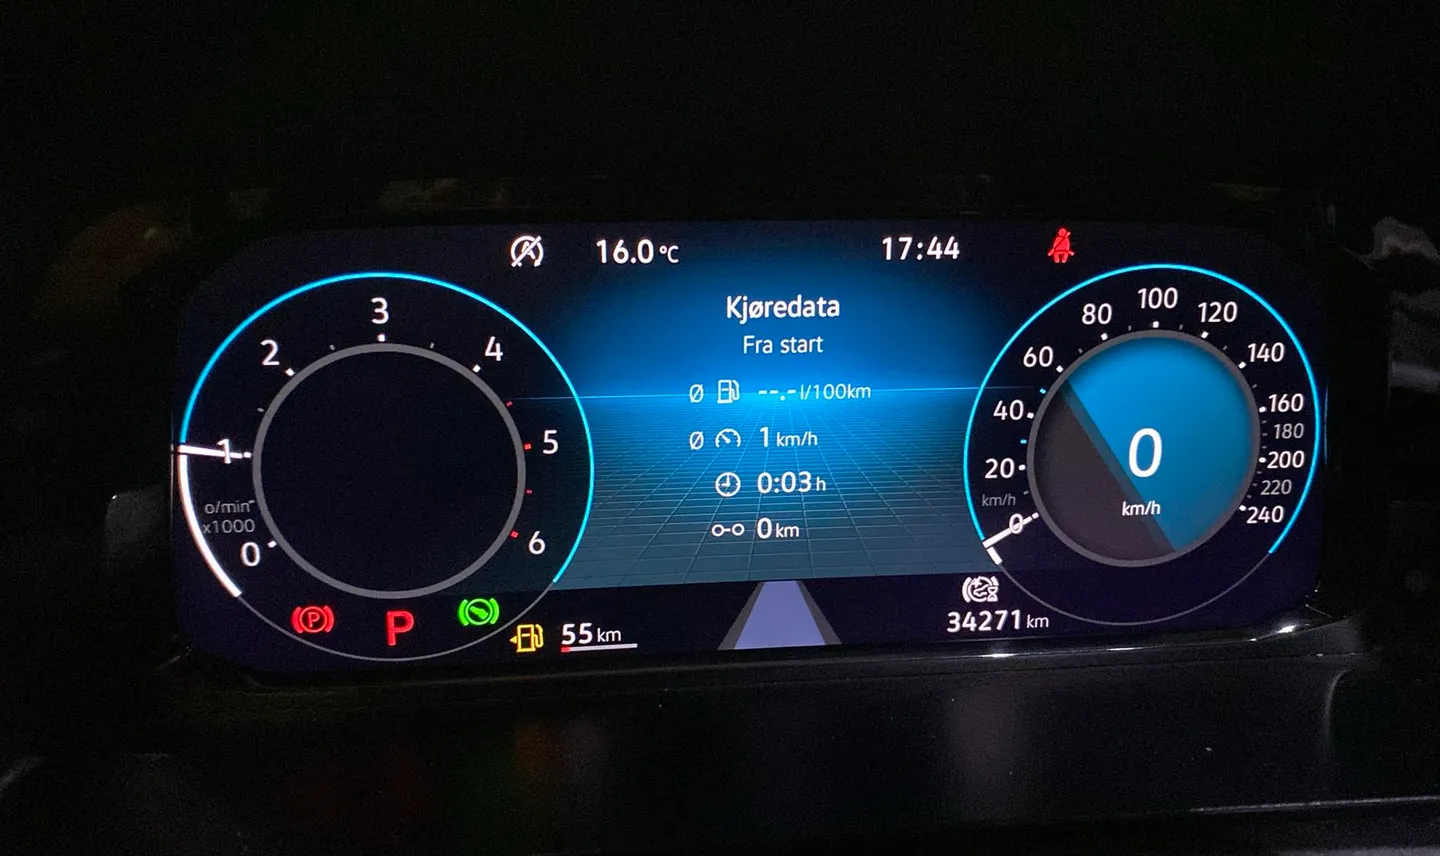 16.0 °C
17:44
Kjøredata
Fra start
Ø --.- l/100km
Ø 1 km/h
0:03 h
0 km
0
1
2
3
4
5
6
o/min
x1000
P
P
55 km
0
20
40
60
80
100
120
140
160
180
200
220
240
km/h
0
km/h
34271 km